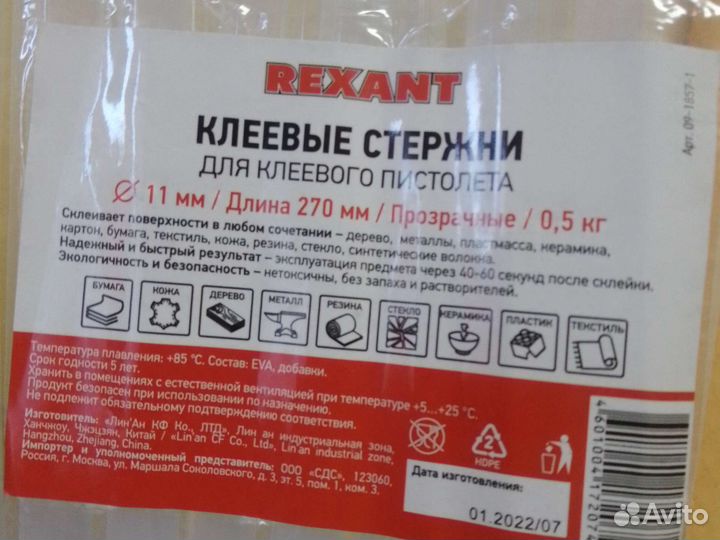 REXANT
Арт. 09-1857-1
КЛЕЕВЫЕ СТЕРЖНИ
ДЛЯ КЛЕЕВОГО ПИСТОЛЕТА
Ø 11 мм / Длина 270 мм / Прозрачные / 0,5 кг
Склеивает поверхности в любом сочетании – дерево, металлы, пластмасса, керамика,
картон, бумага, текстиль, кожа, резина, стекло, синтетические волокна.
Надежный и быстрый результат – эксплуатация предмета через 40-60 секунд после склейки.
Экологичность и безопасность – нетоксичны, без запаха и растворителей.
БУМАГА
КОЖА
ДЕРЕВО
МЕТАЛЛ
РЕЗИНА
СТЕКЛО
КЕРАМИКА
ПЛАСТИК
ТЕКСТИЛЬ
Температура плавления: +85 °C. Состав: EVA, добавки.
Срок годности 5 лет.
Хранить в помещениях с естественной вентиляцией при температуре +5...+25 °C.
Продукт безопасен при использовании по назначению.
Не подлежит обязательному подтверждению соответствия.
Изготовитель: «Лин'Ан КФ Ко., ЛТД», Лин ан индустриальная зона,
Ханчжоу, Чжэцзян, Китай / «Lin'an CF Co., Ltd», Lin'an industrial zone,
Hangzhou, Zhejiang, China.
Импортер и уполномоченный представитель: ООО «СДС», 123060,
Россия, г. Москва, ул. Маршала Соколовского, д. 3, эт. 5, пом. 1, ком. 3.
2
HDPE
Дата изготовления:
01.2022/07
4601004172074
Avito